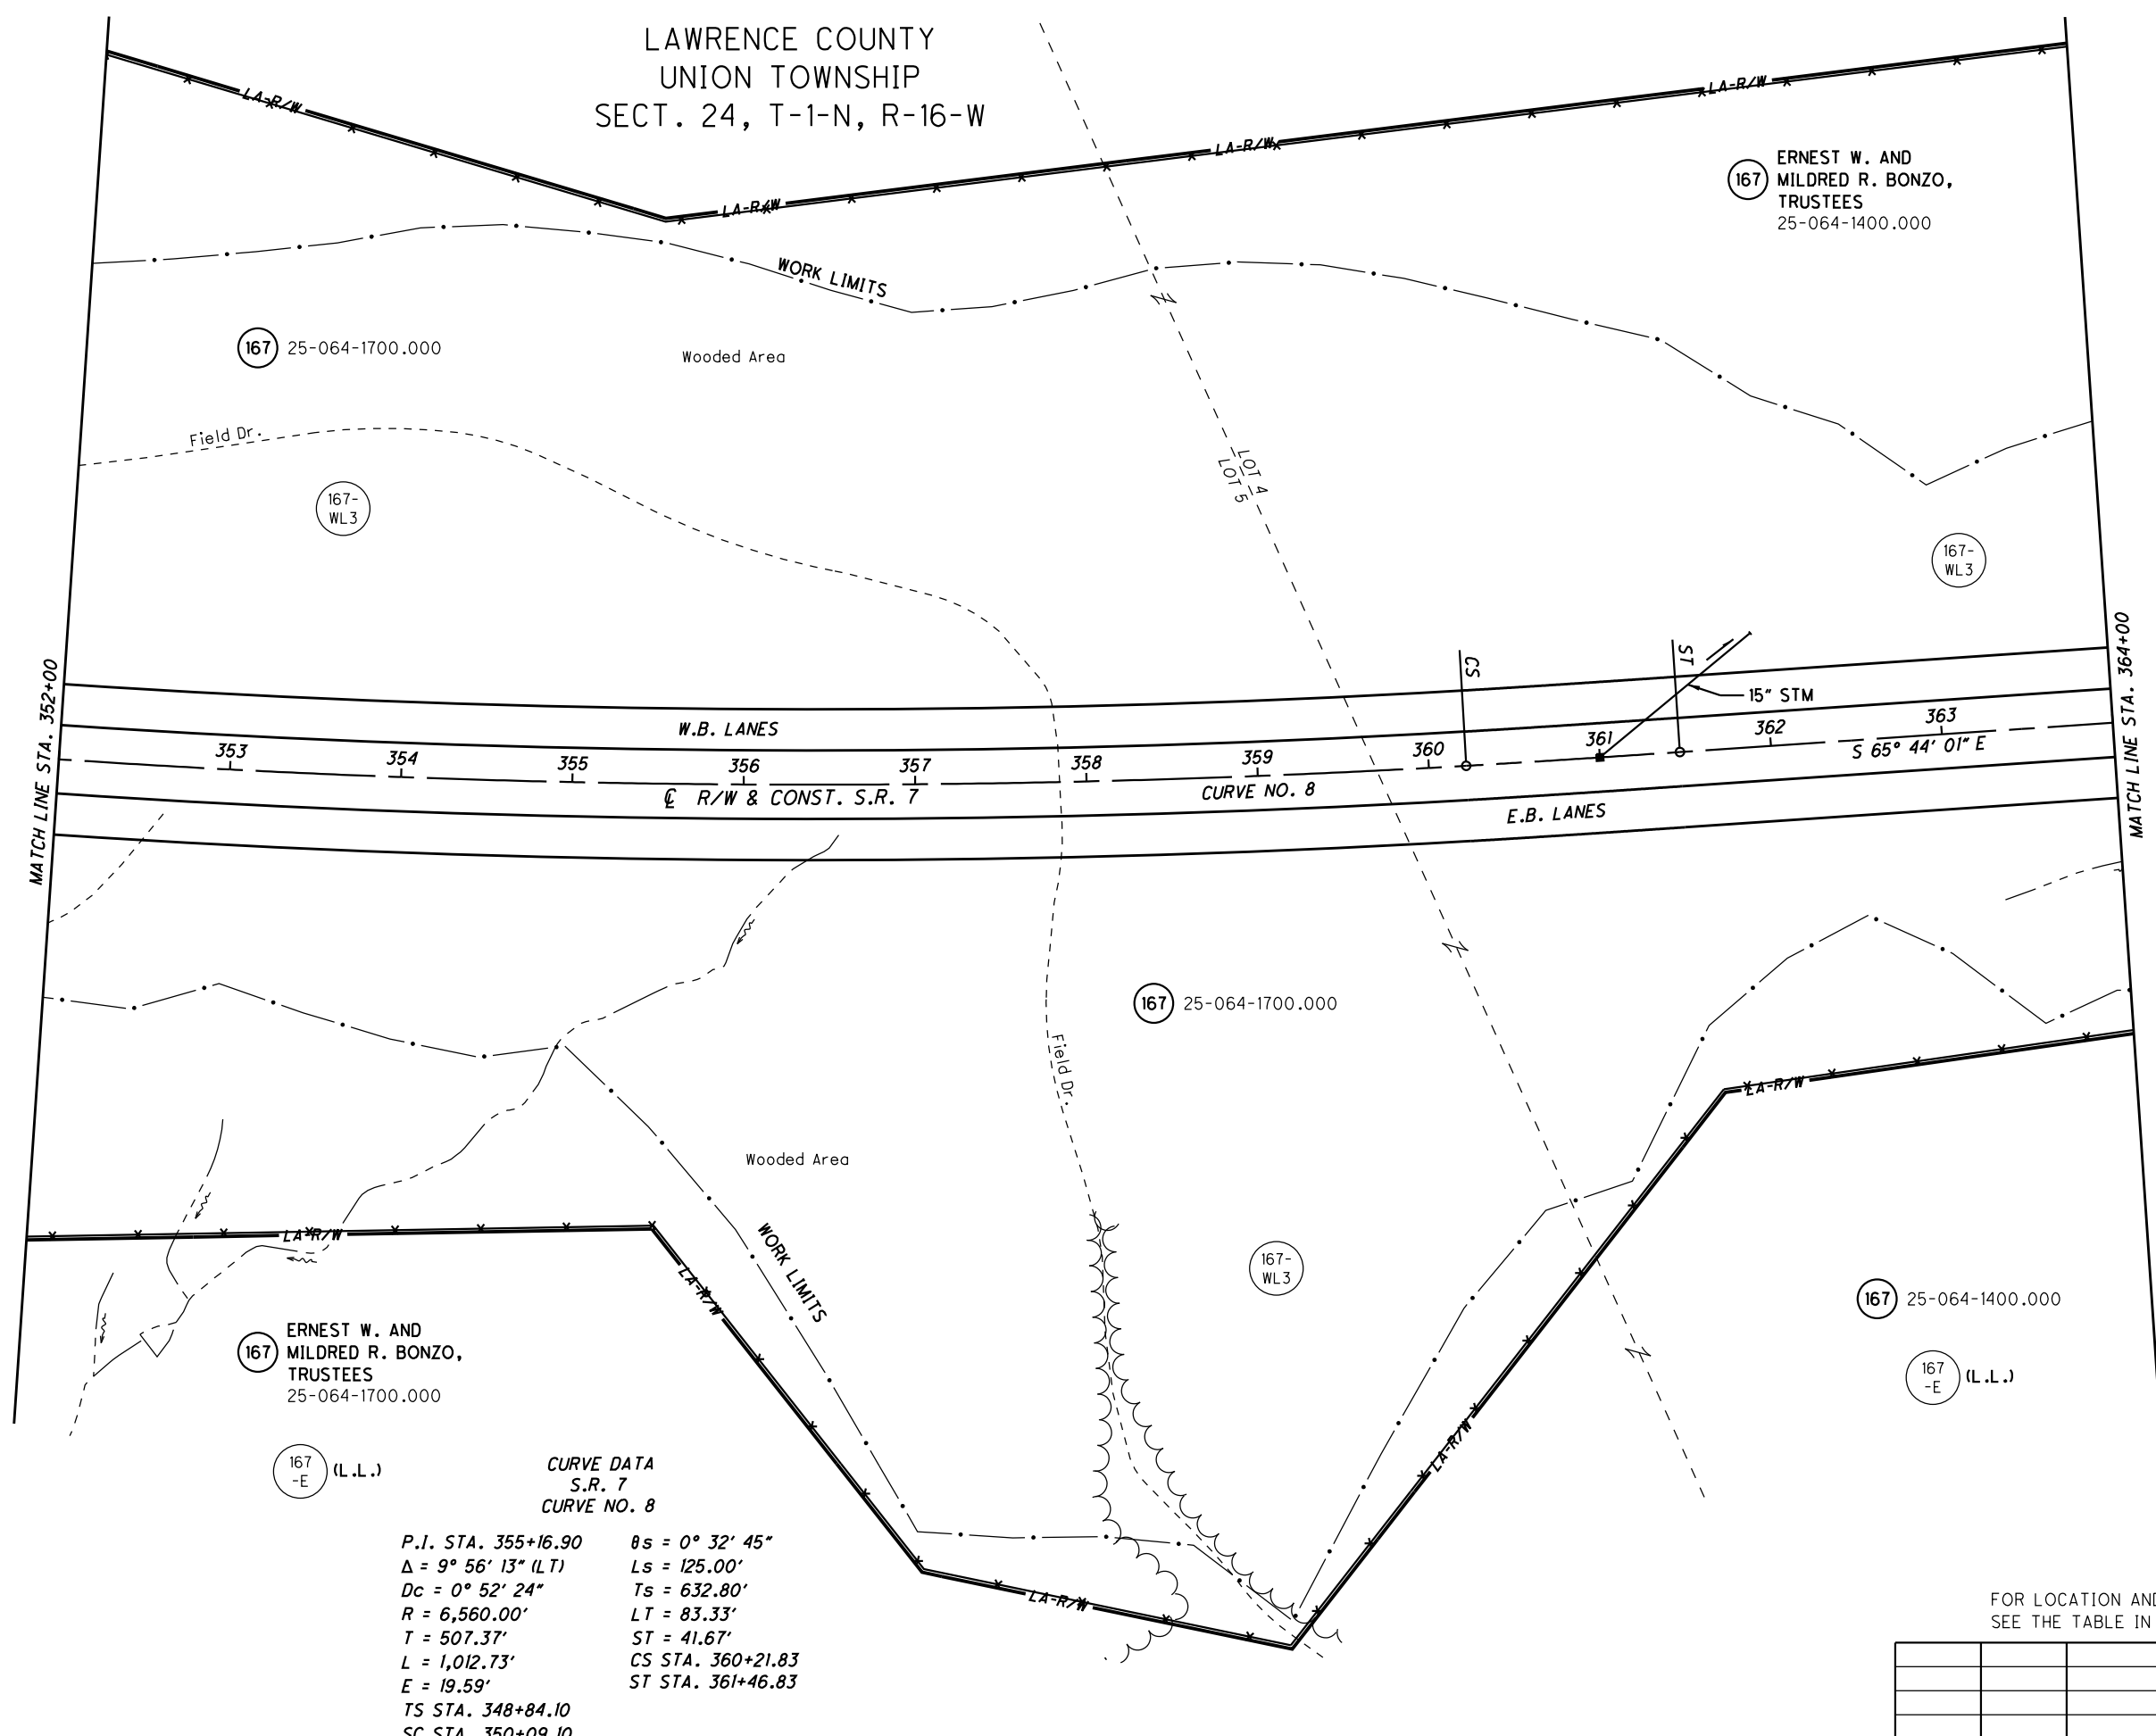 LAWRENCE COUNTY
UNION TOWNSHIP
SECT. 24, T-1-N, R-16-W
LA-R/W
LA-R/W
LA-R/W
LA-R/W
167
ERNEST W. AND
MILDRED R. BONZO,
TRUSTEES
25-064-1400.000
WORK LIMITS
167 25-064-1700.000
Wooded Area
Field Dr.
LOT 4
LOT 5
167-
WL3
167-
WL3
MATCH LINE STA. 352+00
MATCH LINE STA. 364+00
CS
ST
15" STM
W.B. LANES
353 354 355 356 357 358 359 360 361 362 363
S 65° 44' 01" E
℄ R/W & CONST. S.R. 7
CURVE NO. 8
E.B. LANES
167 25-064-1700.000
Field Dr.
LA-R/W
Wooded Area
LA-R/W
LA-R/W
WORK LIMITS
167-
WL3
167 25-064-1400.000
167
-E
(L.L.)
167
ERNEST W. AND
MILDRED R. BONZO,
TRUSTEES
25-064-1700.000
167
-E
(L.L.)
LA-R/W
LA-R/W
CURVE DATA
S.R. 7
CURVE NO. 8
P.I. STA. 355+16.90
Δ = 9° 56' 13" (LT)
Dc = 0° 52' 24"
R = 6,560.00'
T = 507.37'
L = 1,012.73'
E = 19.59'
TS STA. 348+84.10
SC STA. 350+09.10
θs = 0° 32' 45"
Ls = 125.00'
Ts = 632.80'
LT = 83.33'
ST = 41.67'
CS STA. 360+21.83
ST STA. 361+46.83
FOR LOCATION AND
SEE THE TABLE IN